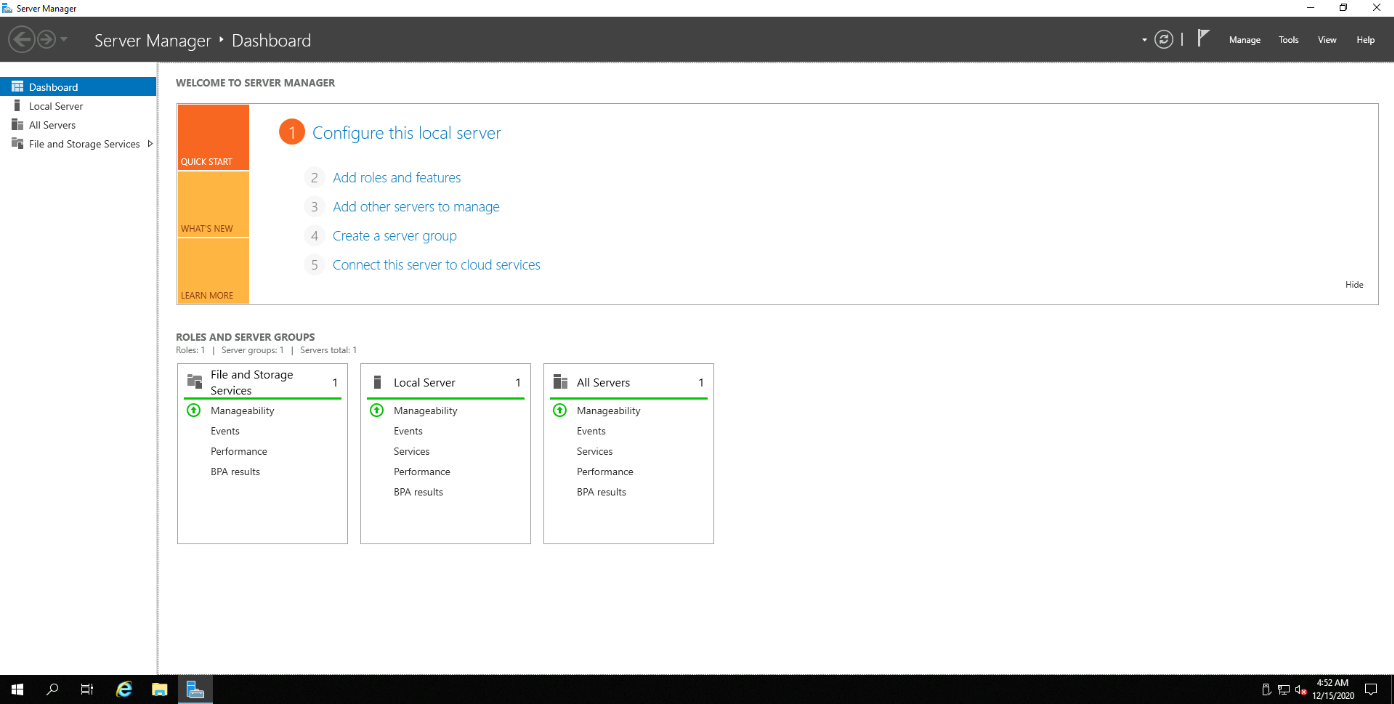 Server Manager
Server Manager ‣ Dashboard
Manage Tools View Help
Dashboard
Local Server
All Servers
File and Storage Services
WELCOME TO SERVER MANAGER
QUICK START
WHAT'S NEW
LEARN MORE
1 Configure this local server
2 Add roles and features
3 Add other servers to manage
4 Create a server group
5 Connect this server to cloud services
Hide
ROLES AND SERVER GROUPS
Roles: 1 | Server groups: 1 | Servers total: 1
File and Storage
Services 1
Manageability
Events
Performance
BPA results
Local Server 1
Manageability
Events
Services
Performance
BPA results
All Servers 1
Manageability
Events
Services
Performance
BPA results
4:52 AM
12/15/2020